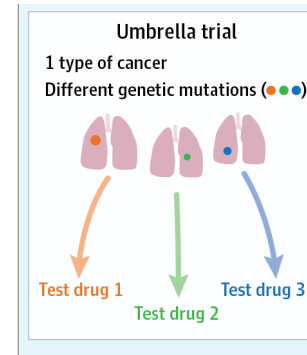 Umbrella trial
1 type of cancer
Different genetic mutations (●●●)
Test drug 1
Test drug 2
Test drug 3